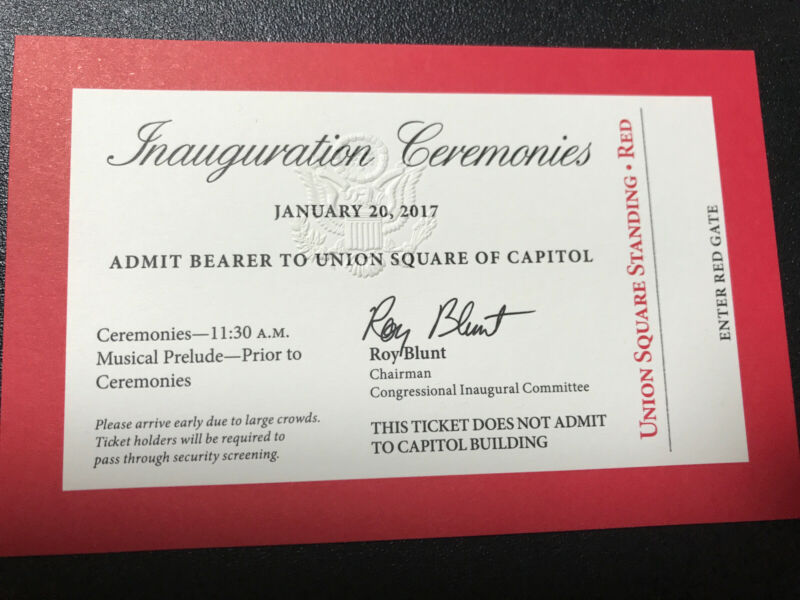 Inauguration Ceremonies
JANUARY 20, 2017
ADMIT BEARER TO UNION SQUARE OF CAPITOL
Ceremonies—11:30 A.M.
Musical Prelude—Prior to
Ceremonies
Please arrive early due to large crowds.
Ticket holders will be required to
pass through security screening.
Roy Blunt
Roy Blunt
Chairman
Congressional Inaugural Committee
THIS TICKET DOES NOT ADMIT
TO CAPITOL BUILDING
UNION SQUARE STANDING • RED
ENTER RED GATE